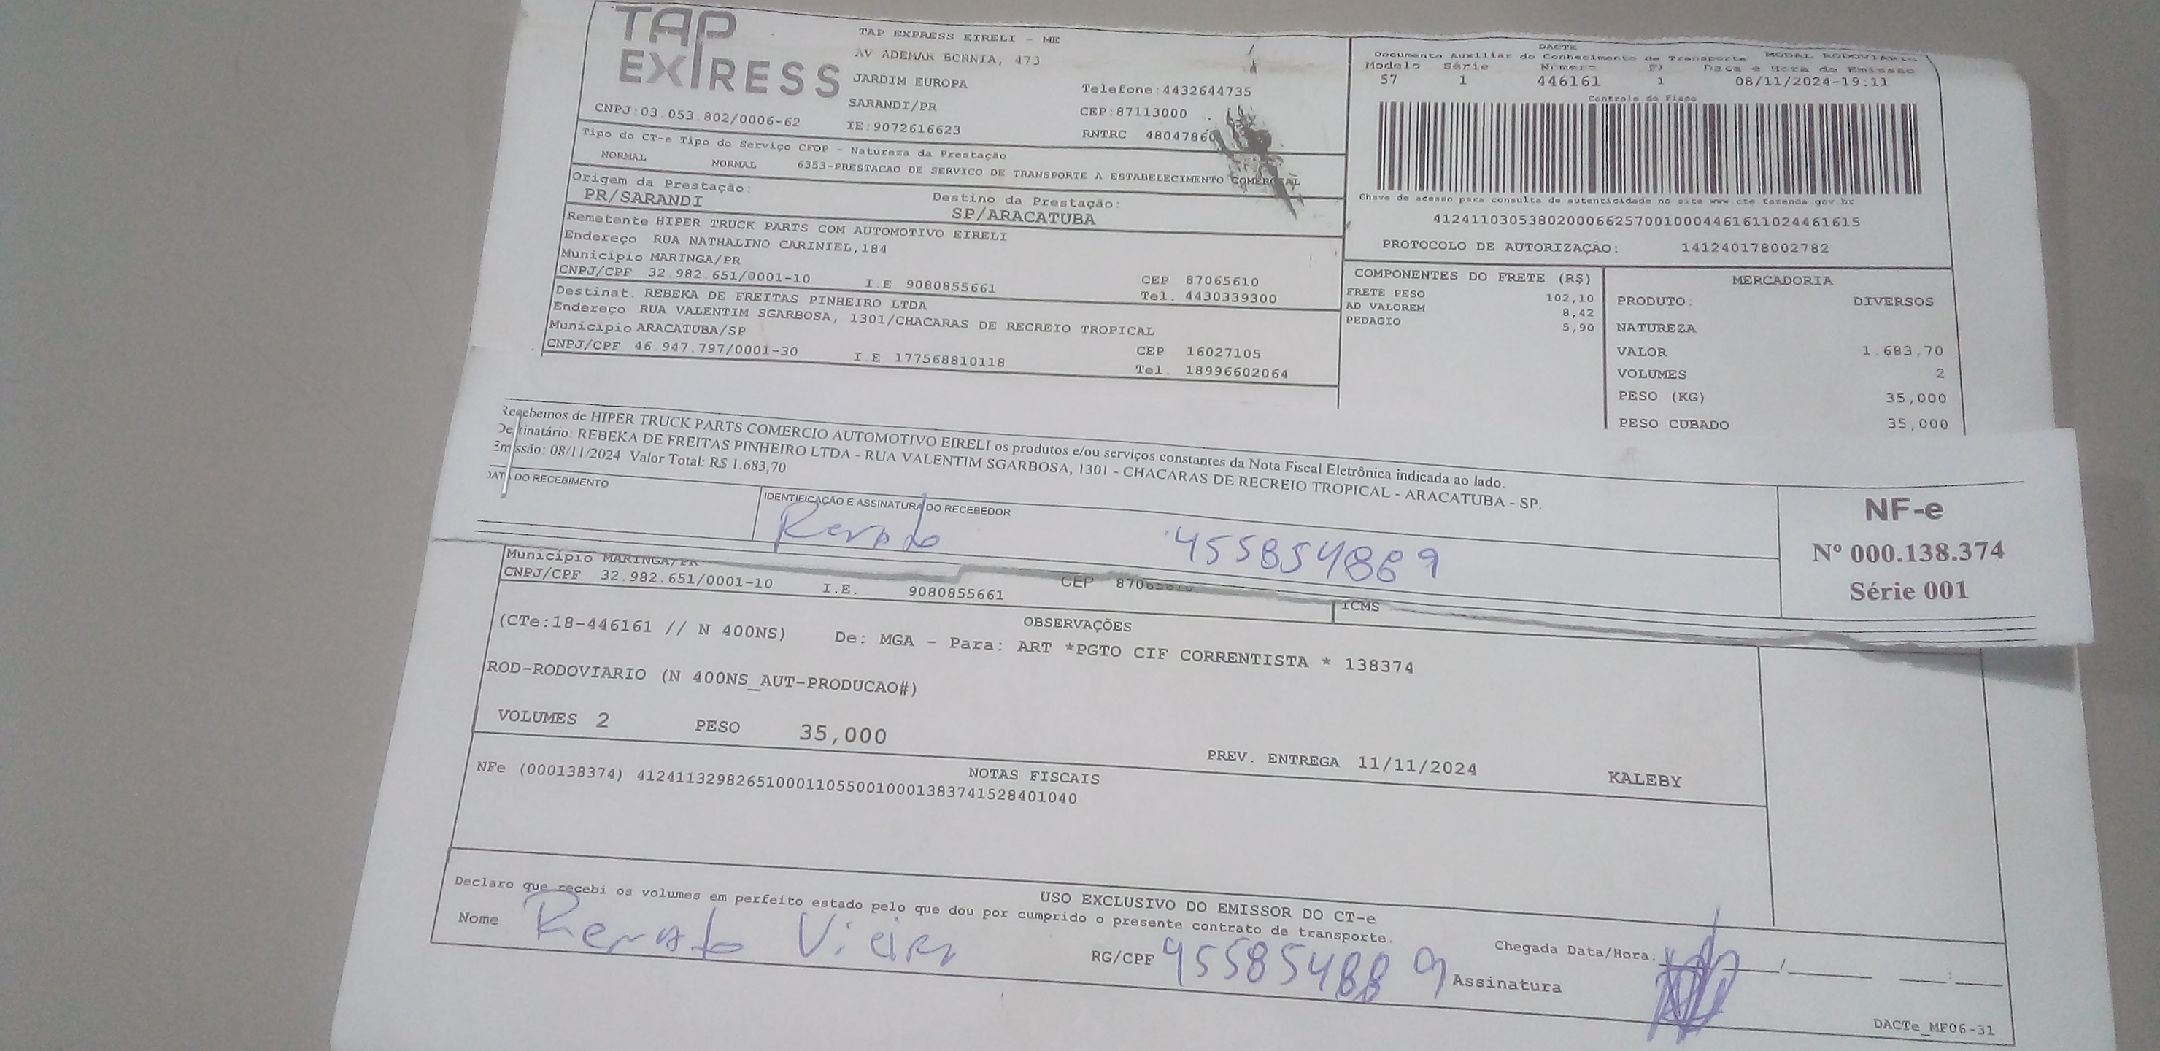 TAP EXPRESS
TAP EXPRESS EIRELI - ME
AV ADEMAR BORNIA, 473
JARDIM EUROPA
Telefone:4432644735
SARANDI/PR
CEP:87113000
CNPJ:03.053.802/0006-62
IE:9072616623
RNTRC 4804786
Tipo do CT-e Tipo do Serviço CFOP - Natureza da Prestação
NORMAL NORMAL 6353-PRESTACAO DE SERVICO DE TRANSPORTE A ESTABELECIMENTO COMERCIAL
Origem da Prestação:
PR/SARANDI
Destino da Prestação:
SP/ARACATUBA
Remetente HIPER TRUCK PARTS COM AUTOMOTIVO EIRELI
Endereço RUA NATHALINO CARINIEL,184
Municipio MARINGA/PR
CEP 87065610
CNPJ/CPF 32.982.651/0001-10 I.E 9080855661
Tel. 4430339300
Destinat. REBEKA DE FREITAS PINHEIRO LTDA
Endereço RUA VALENTIM SGARBOSA, 1301/CHACARAS DE RECREIO TROPICAL
Municipio ARACATUBA/SP
CEP 16027105
CNPJ/CPF 46.947.797/0001-30 I.E 177568810118
Tel. 18996602064
DACTE
Documento Auxiliar do Conhecimento de Transporte MODAL RODOVIÁRIO
Modelo Série Número Data e Hora de Emissão
57 1 446161 1 08/11/2024-19:11
Controle do Fisco
Chave de acesso para consulta de autenticidade no site www.cte.fazenda.gov.br
41241103053802000662570010004461611024461615
PROTOCOLO DE AUTORIZAÇÃO: 141240178002782
COMPONENTES DO FRETE (R$)
FRETE PESO 102,10
AD VALOREM 8,42
PEDAGIO 5,90
MERCADORIA
PRODUTO: DIVERSOS
NATUREZA
VALOR 1.683,70
VOLUMES 2
PESO (KG) 35,000
PESO CUBADO 35,000
Recebemos de HIPER TRUCK PARTS COMERCIO AUTOMOTIVO EIRELI os produtos e/ou serviços constantes da Nota Fiscal Eletrônica indicada ao lado.
Destinatário: REBEKA DE FREITAS PINHEIRO LTDA - RUA VALENTIM SGARBOSA, 1301 - CHACARAS DE RECREIO TROPICAL - ARACATUBA - SP.
Emissão: 08/11/2024 Valor Total: R$ 1.683,70
DATA DO RECEBIMENTO
IDENTIFICAÇÃO E ASSINATURA DO RECEBEDOR
Renato 455854889
NF-e
Nº 000.138.374
Série 001
Municipio MARINGA/PR
CEP 87065610
CNPJ/CPF 32.982.651/0001-10 I.E. 9080855661
ICMS
OBSERVAÇÕES
(CTe:18-446161 // N 400NS) De: MGA - Para: ART *PGTO CIF CORRENTISTA * 138374
ROD-RODOVIARIO (N 400NS_AUT-PRODUCAO#)
VOLUMES 2 PESO 35,000
PREV. ENTREGA 11/11/2024 KALEBY
NOTAS FISCAIS
NFe (000138374) 41241132982651000110550010001383741528401040
USO EXCLUSIVO DO EMISSOR DO CT-e
Declaro que recebi os volumes em perfeito estado pelo que dou por cumprido o presente contrato de transporte.
Nome Renato Vieira
RG/CPF 455854889
Chegada Data/Hora:
Assinatura
DACTe_MF06-31